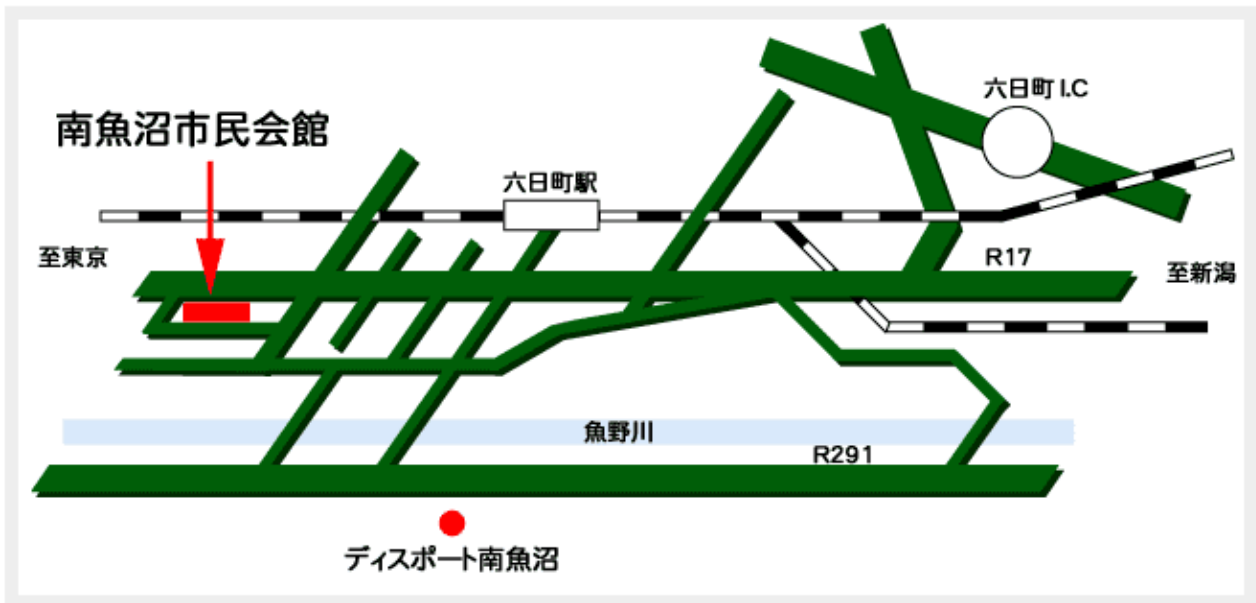 六日町 I.C
南魚沼市民会館
六日町駅
至東京
R17
至新潟
魚野川
R291
ディスポート南魚沼